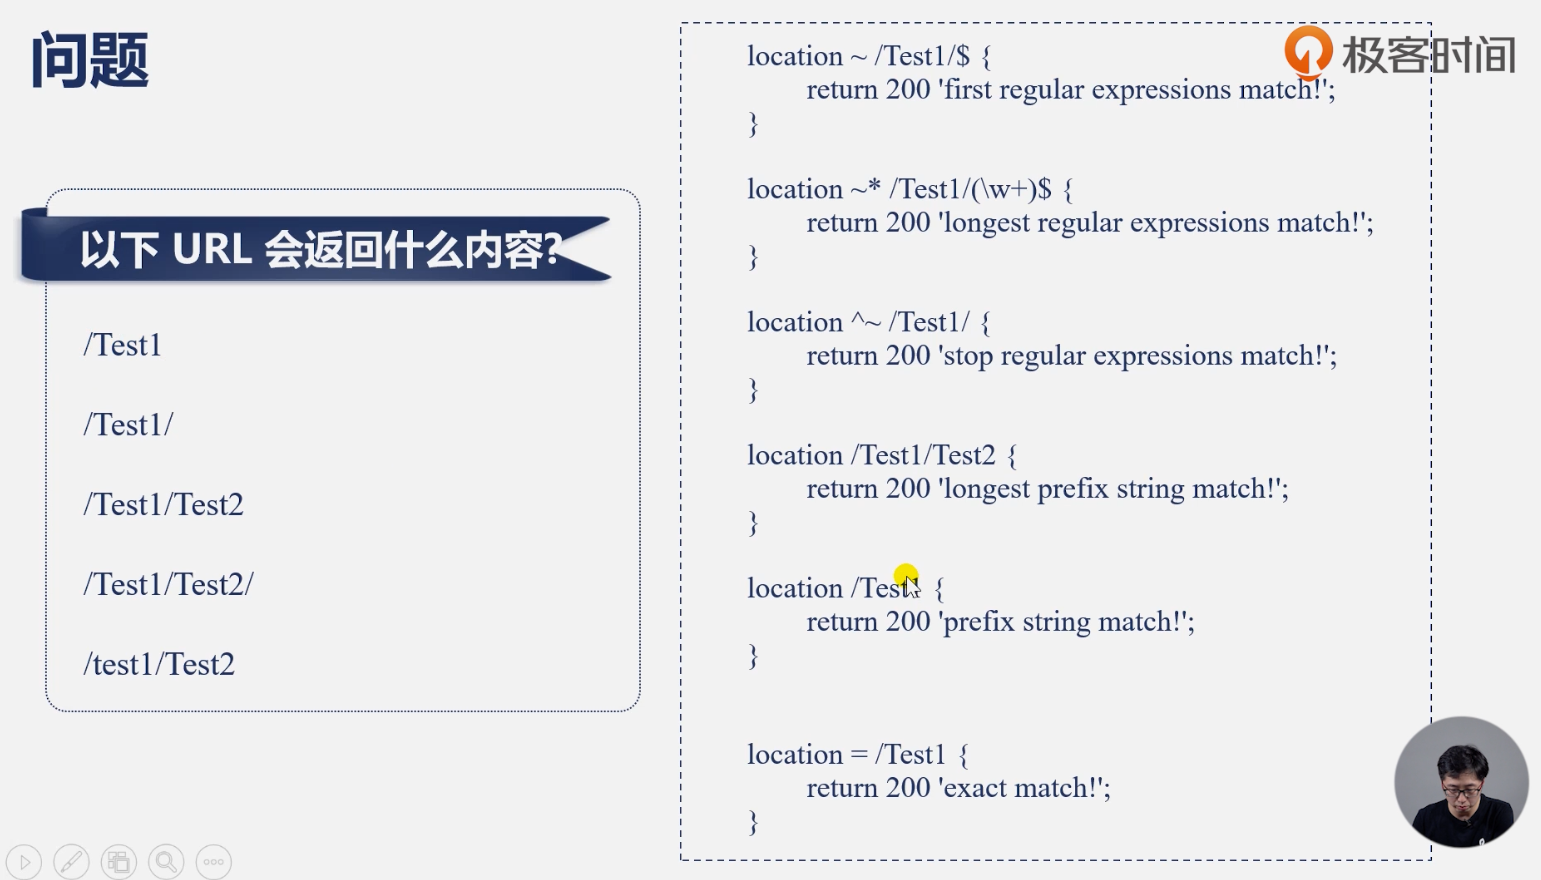 问题
极客时间
以下 URL 会返回什么内容?
/Test1
/Test1/
/Test1/Test2
/Test1/Test2/
/test1/Test2
location ~ /Test1/$ {
return 200 'first regular expressions match!';
}
location ~* /Test1/(\w+)$ {
return 200 'longest regular expressions match!';
}
location ^~ /Test1/ {
return 200 'stop regular expressions match!';
}
location /Test1/Test2 {
return 200 'longest prefix string match!';
}
location /Test1 {
return 200 'prefix string match!';
}
location = /Test1 {
return 200 'exact match!';
}